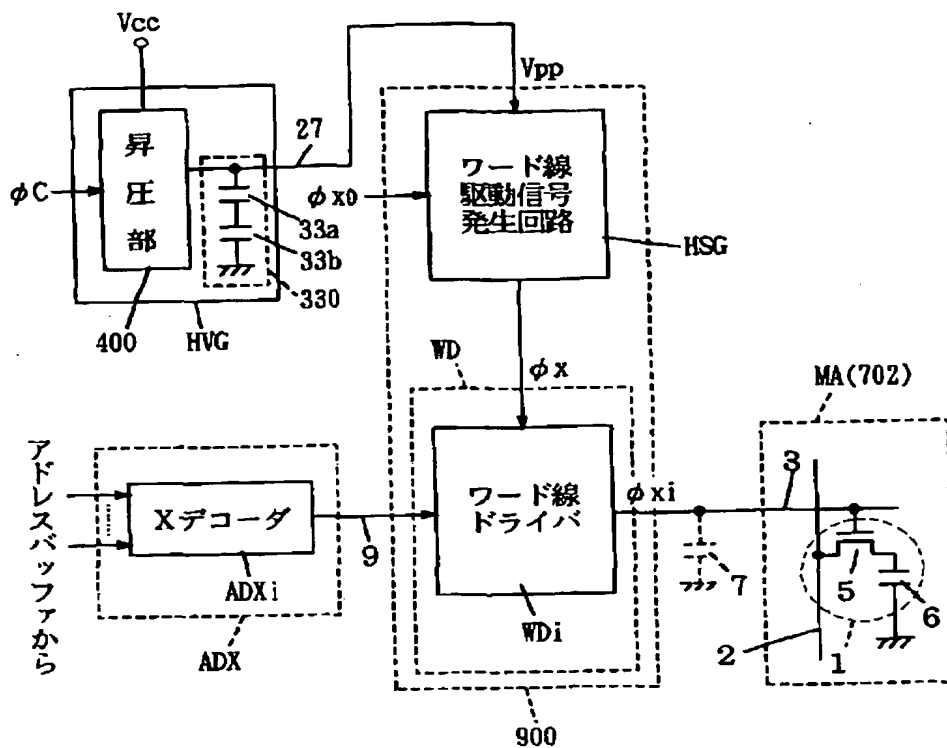 Vcc
φC
昇圧部
27
33a
33b
330
400
HVG
Vpp
φx0
ワード線
駆動信号
発生回路
HSG
WD
φx
MA(702)
アドレスバッファから
Xデコーダ
ADXi
ADX
9
ワード線
ドライバ
WDi
φxi
3
7
5
6
2
1
900